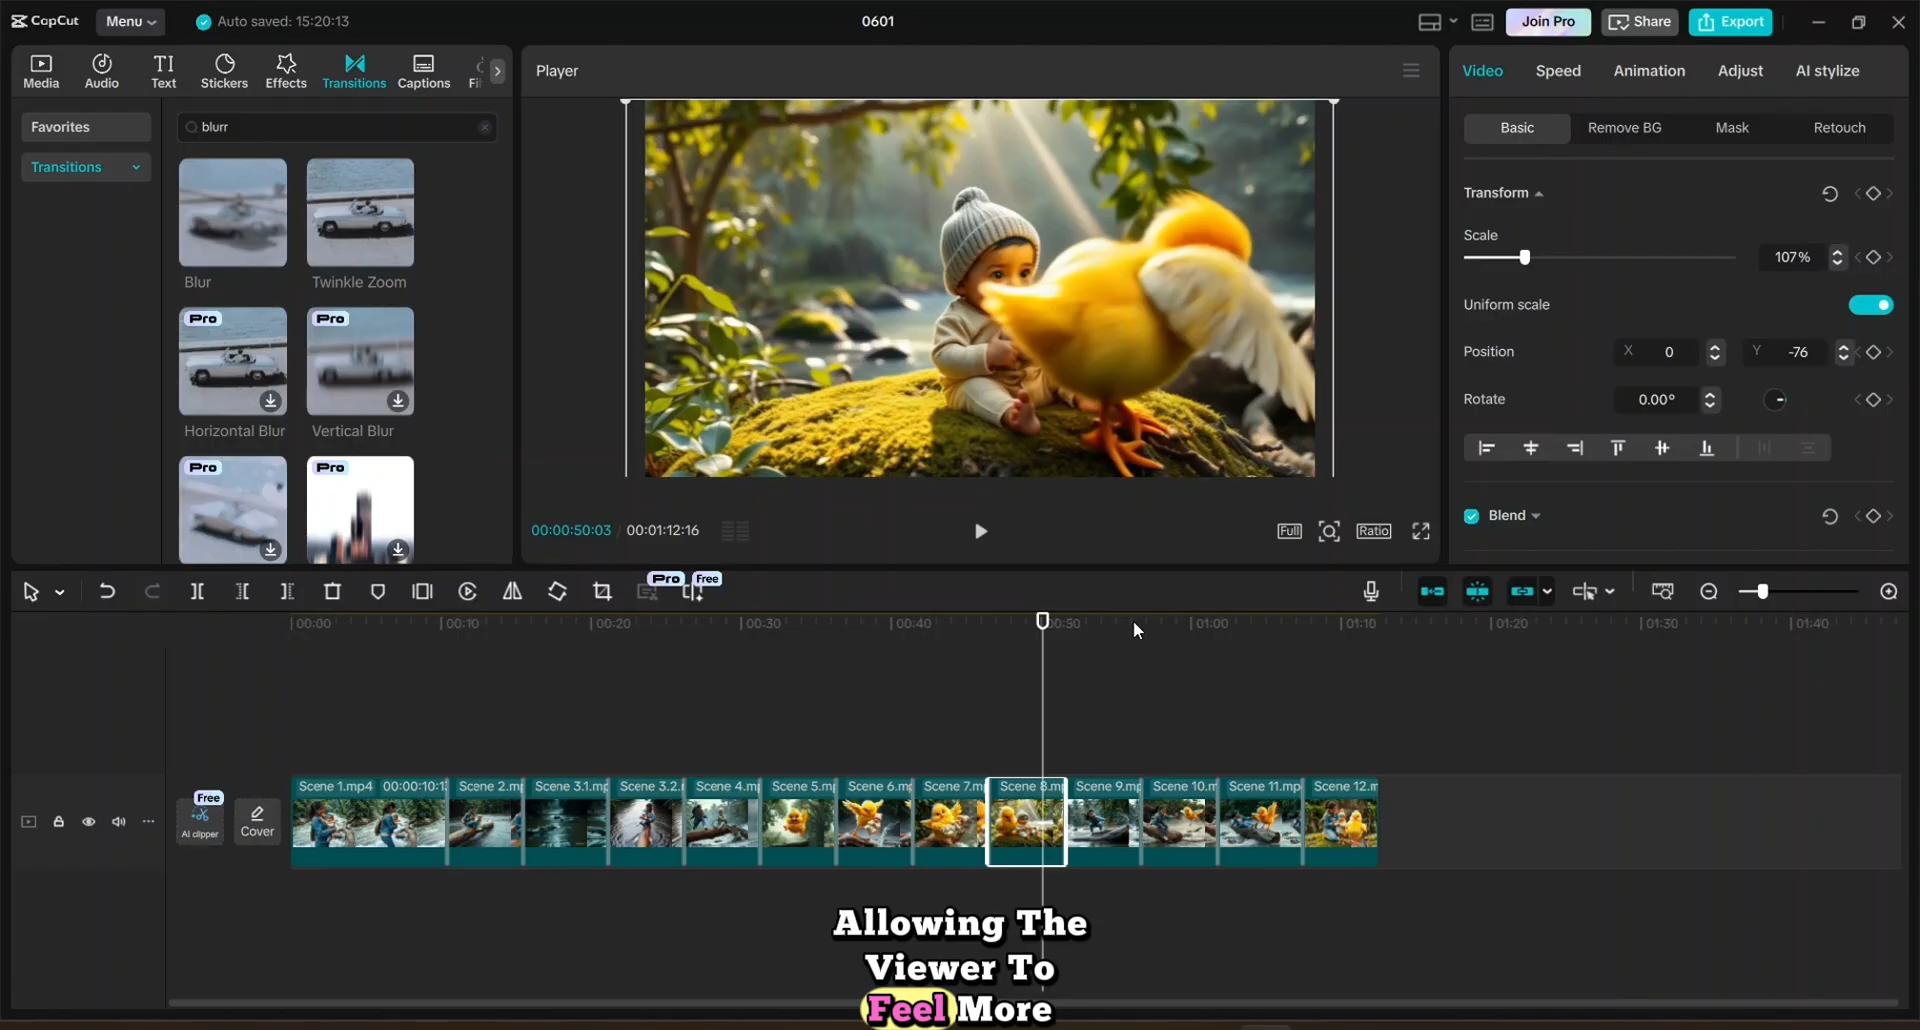 CapCut
Menu
Auto saved: 15:20:13
0601
Join Pro
Share
Export
Media
Audio
Text
Stickers
Effects
Transitions
Captions
Fi
Player
Video
Speed
Animation
Adjust
AI stylize
Favorites
Transitions
blurr
Blur
Twinkle Zoom
Pro
Pro
Horizontal Blur
Vertical Blur
Pro
Pro
Basic
Remove BG
Mask
Retouch
Transform
Scale
107%
Uniform scale
Position
X 0
Y -76
Rotate
0.00°
Blend
00:00:50:03 / 00:01:12:16
Full
Ratio
Pro
Free
00:00
00:10
00:20
00:30
00:40
00:50
01:00
01:10
01:20
01:30
01:40
Free
AI clipper
Cover
Scene 1.mp4 00:00:10:1
Scene 2.m
Scene 3.1.m
Scene 3.2.
Scene 4.m
Scene 5.m
Scene 6.m
Scene 7.m
Scene 8.m
Scene 9.m
Scene 10.m
Scene 11.mp
Scene 12.m
Allowing The
Viewer To
Feel More